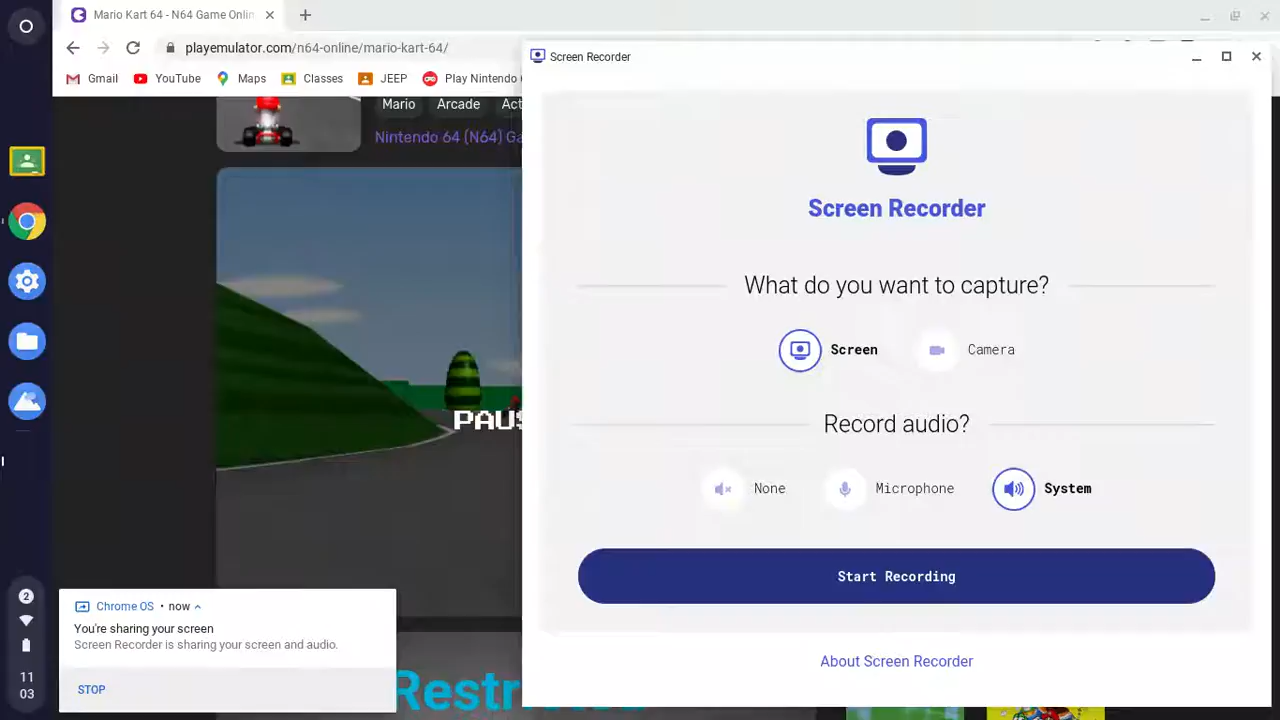 Mario Kart 64 - N64 Game Onlin
playemulator.com/n64-online/mario-kart-64/
Gmail
YouTube
Maps
Classes
JEEP
Play Nintendo
Mario
Arcade
Act
Nintendo 64 (N64) Ga
PAUS
Screen Recorder
Screen Recorder
What do you want to capture?
Screen
Camera
Record audio?
None
Microphone
System
Start Recording
About Screen Recorder
Chrome OS • now
You're sharing your screen
Screen Recorder is sharing your screen and audio.
STOP
2
11
03